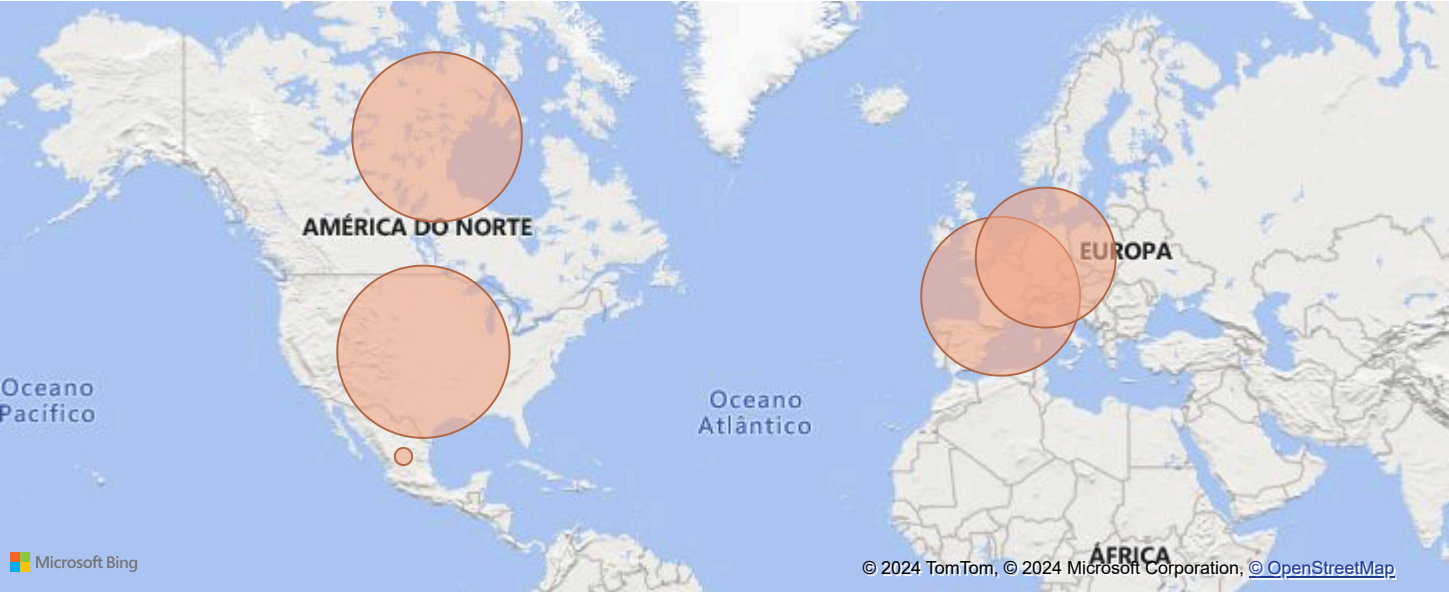 AMÉRICA DO NORTE
EUROPA
Oceano
Pacífico
Oceano
Atlântico
ÁFRICA
Microsoft Bing
© 2024 TomTom, © 2024 Microsoft Corporation, © OpenStreetMap